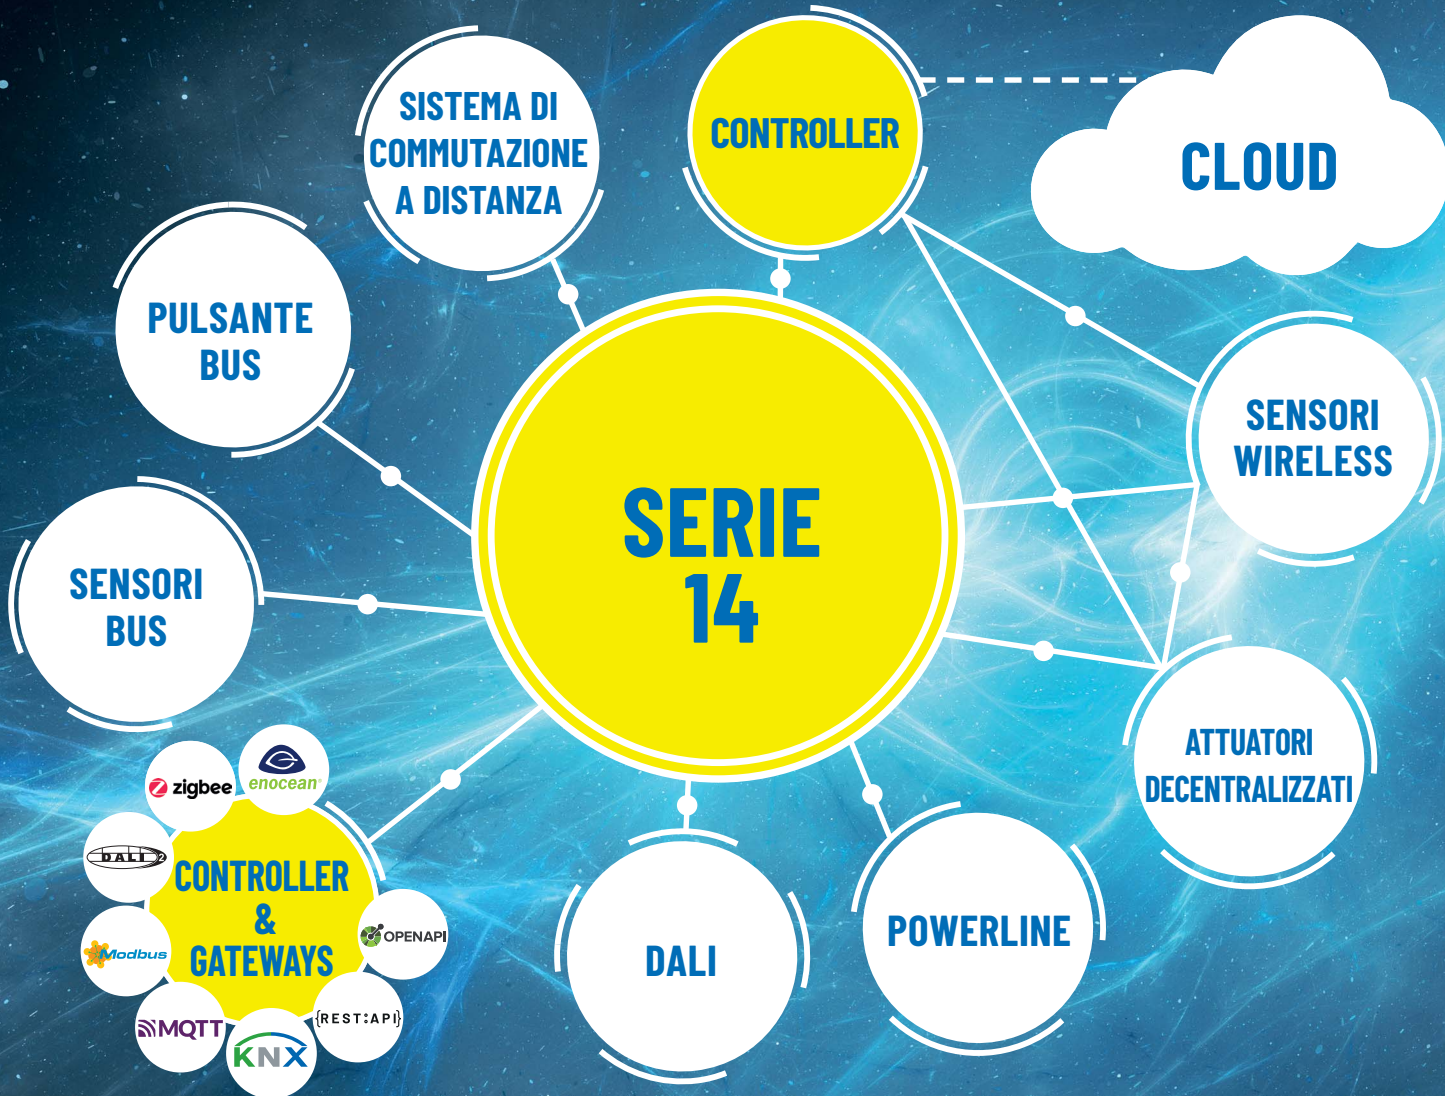 SISTEMA DI
COMMUTAZIONE
A DISTANZA
CONTROLLER
CLOUD
PULSANTE
BUS
SENSORI
WIRELESS
SERIE
14
SENSORI
BUS
ATTUATORI
DECENTRALIZZATI
zigbee
enocean®
DALI 2
CONTROLLER
&
GATEWAYS
Modbus
OPENAPI
MQTT
KNX
{REST:API}
DALI
POWERLINE